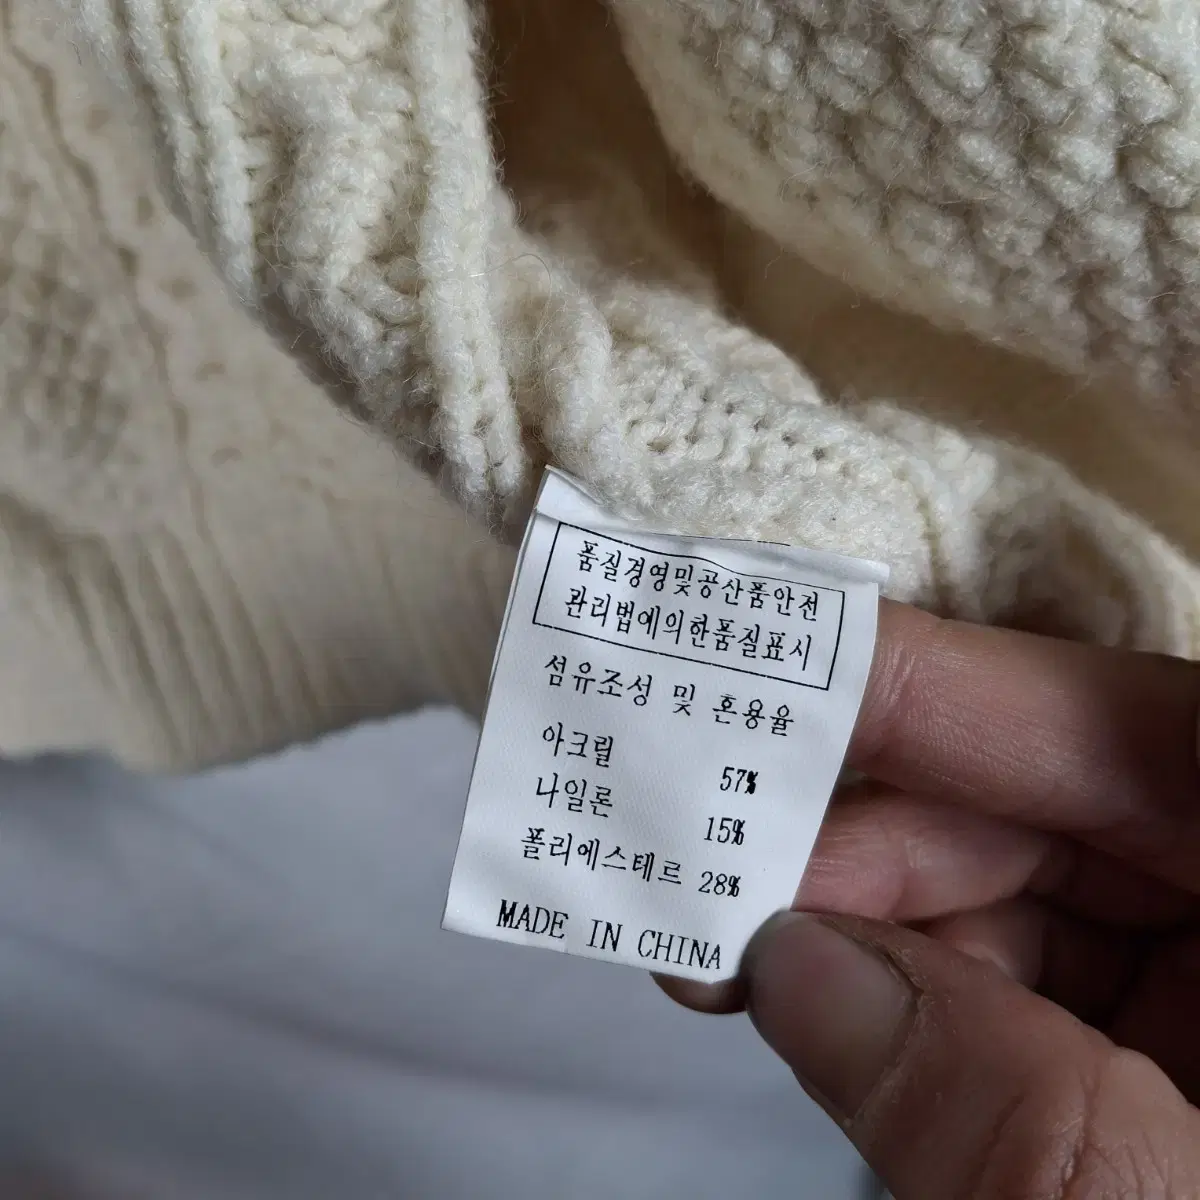 품질경영및공산품안전
관리법에의한품질표시
섬유조성 및 혼용율
아크릴 57%
나일론 15%
폴리에스테르 28%
MADE IN CHINA